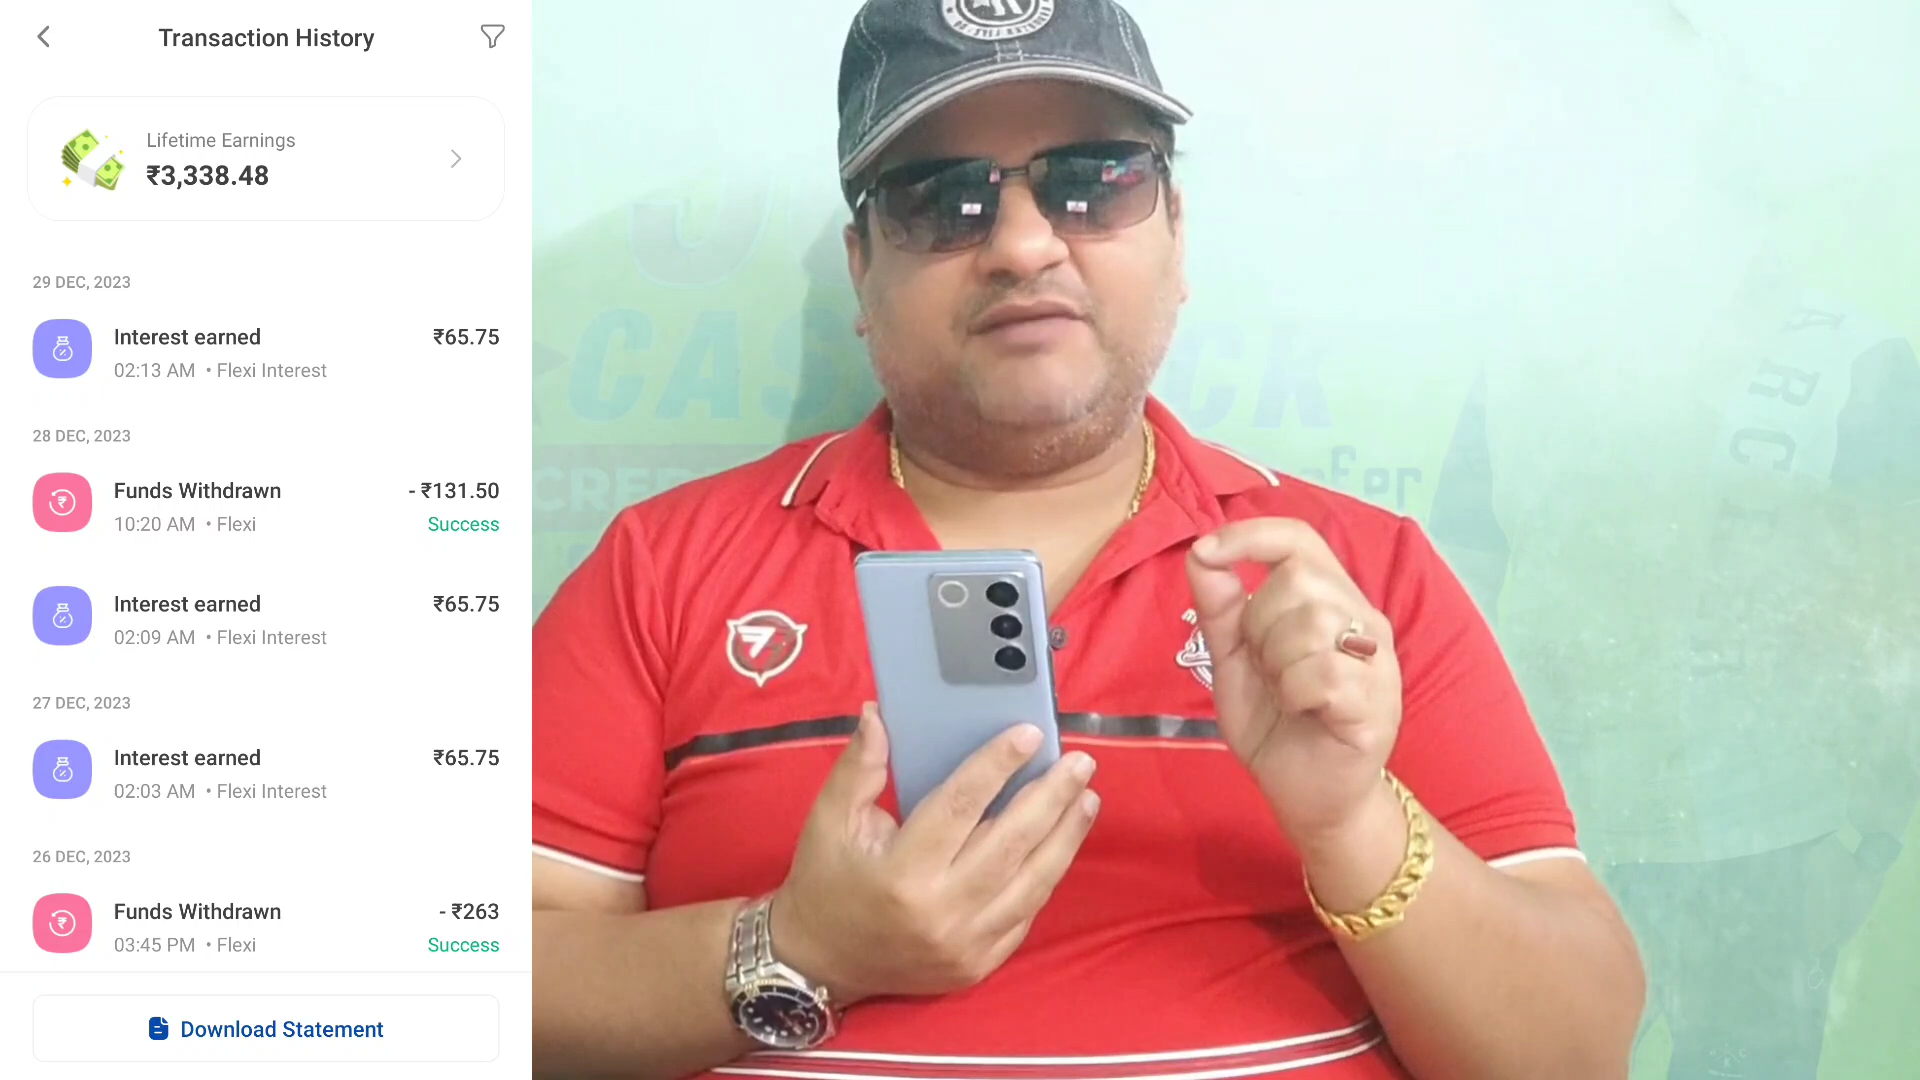 Transaction History
Lifetime Earnings
₹3,338.48
29 DEC, 2023
Interest earned ₹65.75
02:13 AM • Flexi Interest
28 DEC, 2023
Funds Withdrawn - ₹131.50
10:20 AM • Flexi Success
Interest earned ₹65.75
02:09 AM • Flexi Interest
27 DEC, 2023
Interest earned ₹65.75
02:03 AM • Flexi Interest
26 DEC, 2023
Funds Withdrawn - ₹263
03:45 PM • Flexi Success
Download Statement